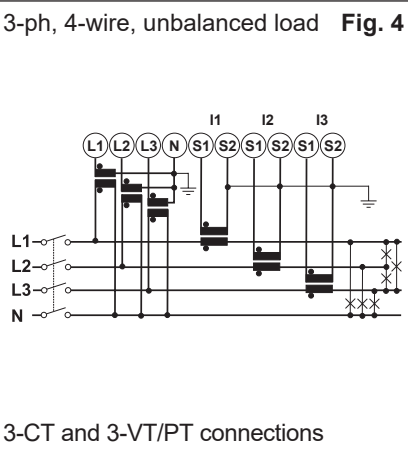 3-ph, 4-wire, unbalanced load Fig. 4
I1 I2 I3
L1 L2 L3 N S1 S2 S1 S2 S1 S2
L1
L2
L3
N
3-CT and 3-VT/PT connections